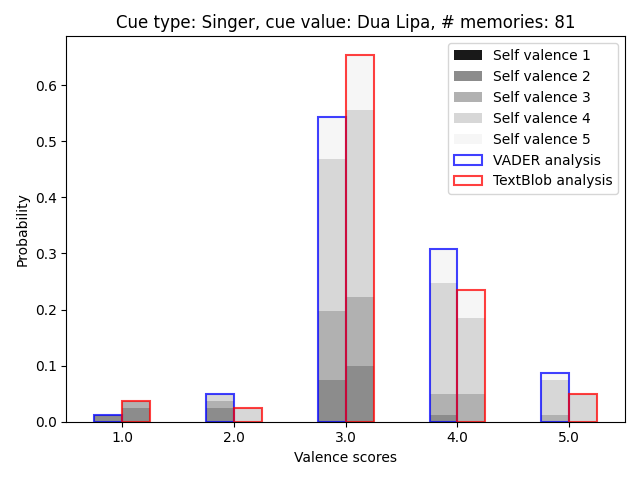 Cue type: Singer, cue value: Dua Lipa, # memories: 81
Self valence 1
Self valence 2
Self valence 3
Self valence 4
Self valence 5
VADER analysis
TextBlob analysis
Probability
0.6
0.5
0.4
0.3
0.2
0.1
0.0
1.0 2.0 3.0 4.0 5.0
Valence scores